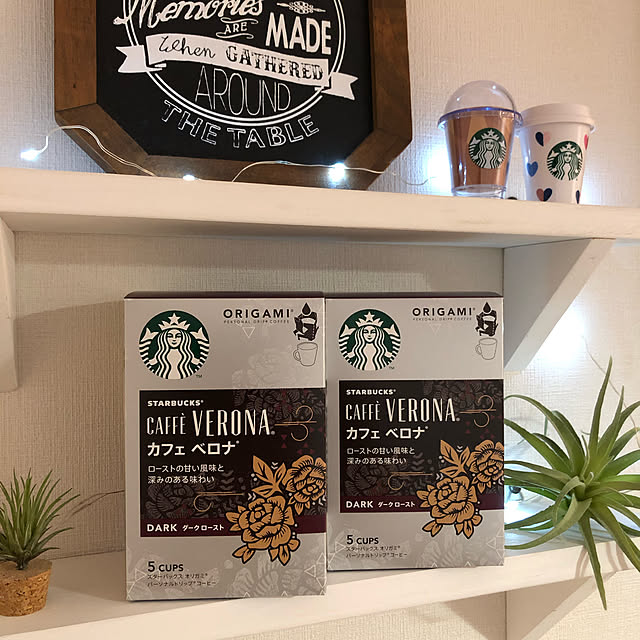 Memories
ARE
MADE
When GATHERED
AROUND
THE TABLE
ORIGAMI®
PERSONAL DRIP® COFFEE
TM
STARBUCKS®
CAFFÈ VERONA®
カフェ ベロナ®
ローストの甘い風味と
深みのある味わい
DARK ダークロースト
5 CUPS
スターバックス オリガミ®
パーソナルドリップ®コーヒー
ORIGAMI®
PERSONAL DRIP® COFFEE
STARBUCKS®
CAFFÈ VERONA®
カフェ ベロナ®
ローストの甘い風味と
深みのある味わい
DARK ダークロースト
5 CUPS
スターバックス オリガミ®
パーソナルドリップ®コーヒー